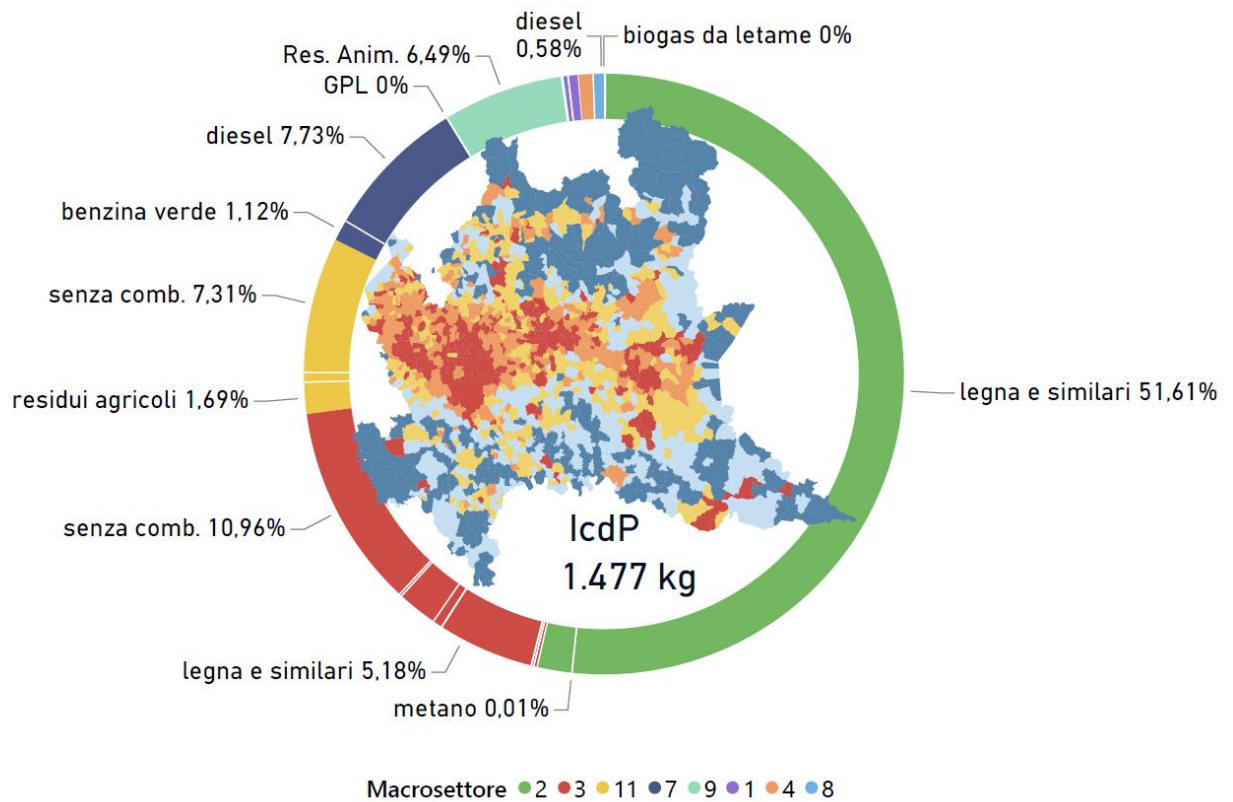 diesel
0,58%
biogas da letame 0%
Res. Anim. 6,49%
GPL 0%
diesel 7,73%
benzina verde 1,12%
senza comb. 7,31%
residui agricoli 1,69%
legna e similari 51,61%
senza comb. 10,96%
IcdP
1.477 kg
legna e similari 5,18%
metano 0,01%
Macrosettore 2 3 11 7 9 1 4 8